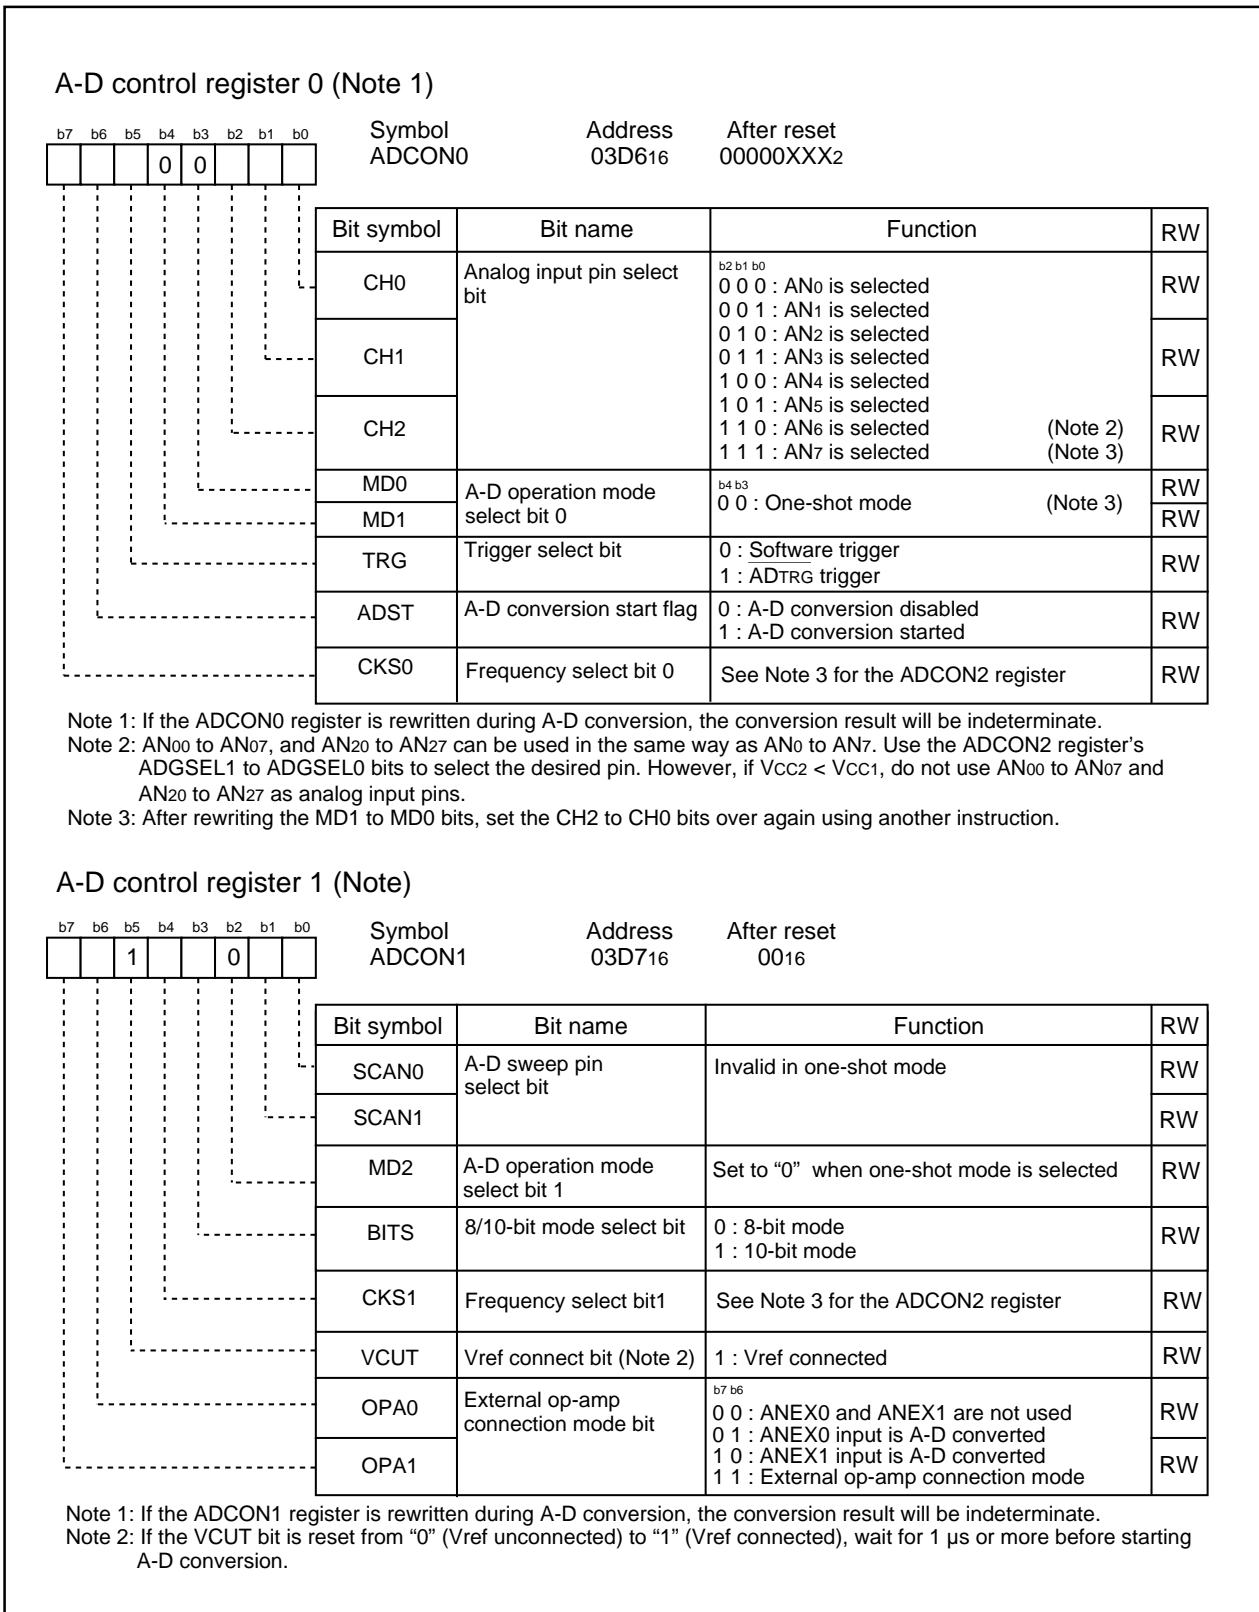 A-D control register 0 (Note 1)
b7 b6 b5 b4 b3 b2 b1 b0
0 0
Symbol Address After reset
ADCON0 03D616 00000XXX2
Bit symbol Bit name Function RW
CH0 Analog input pin select bit RW
b2 b1 b0
0 0 0 : AN0 is selected
0 0 1 : AN1 is selected
0 1 0 : AN2 is selected
CH1 0 1 1 : AN3 is selected RW
1 0 0 : AN4 is selected
1 0 1 : AN5 is selected
CH2 1 1 0 : AN6 is selected (Note 2) RW
1 1 1 : AN7 is selected (Note 3)
MD0 A-D operation mode select bit 0 RW
b4 b3
0 0 : One-shot mode (Note 3)
MD1 RW
TRG Trigger select bit 0 : Software trigger RW
1 : ADTRG trigger
ADST A-D conversion start flag 0 : A-D conversion disabled RW
1 : A-D conversion started
CKS0 Frequency select bit 0 See Note 3 for the ADCON2 register RW
Note 1: If the ADCON0 register is rewritten during A-D conversion, the conversion result will be indeterminate.
Note 2: AN00 to AN07, and AN20 to AN27 can be used in the same way as AN0 to AN7. Use the ADCON2 register’s
ADGSEL1 to ADGSEL0 bits to select the desired pin. However, if VCC2 < VCC1, do not use AN00 to AN07 and
AN20 to AN27 as analog input pins.
Note 3: After rewriting the MD1 to MD0 bits, set the CH2 to CH0 bits over again using another instruction.
A-D control register 1 (Note)
b7 b6 b5 b4 b3 b2 b1 b0
1 0
Symbol Address After reset
ADCON1 03D716 0016
Bit symbol Bit name Function RW
SCAN0 A-D sweep pin select bit Invalid in one-shot mode RW
SCAN1 RW
MD2 A-D operation mode select bit 1 Set to “0” when one-shot mode is selected RW
BITS 8/10-bit mode select bit 0 : 8-bit mode RW
1 : 10-bit mode
CKS1 Frequency select bit1 See Note 3 for the ADCON2 register RW
VCUT Vref connect bit (Note 2) 1 : Vref connected RW
OPA0 External op-amp connection mode bit RW
b7 b6
0 0 : ANEX0 and ANEX1 are not used
0 1 : ANEX0 input is A-D converted
1 0 : ANEX1 input is A-D converted
OPA1 1 1 : External op-amp connection mode RW
Note 1: If the ADCON1 register is rewritten during A-D conversion, the conversion result will be indeterminate.
Note 2: If the VCUT bit is reset from “0” (Vref unconnected) to “1” (Vref connected), wait for 1 µs or more before starting
A-D conversion.